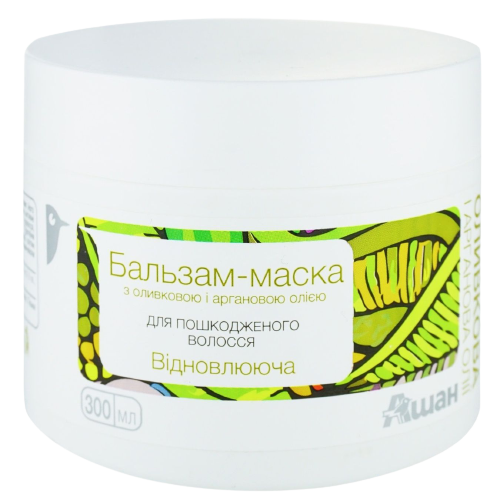 Бальзам-маска
з оливковою і аргановою олією
ДЛЯ ПОШКОДЖЕНОГО
ВОЛОССЯ
Відновлююча
300 мл
Ашан